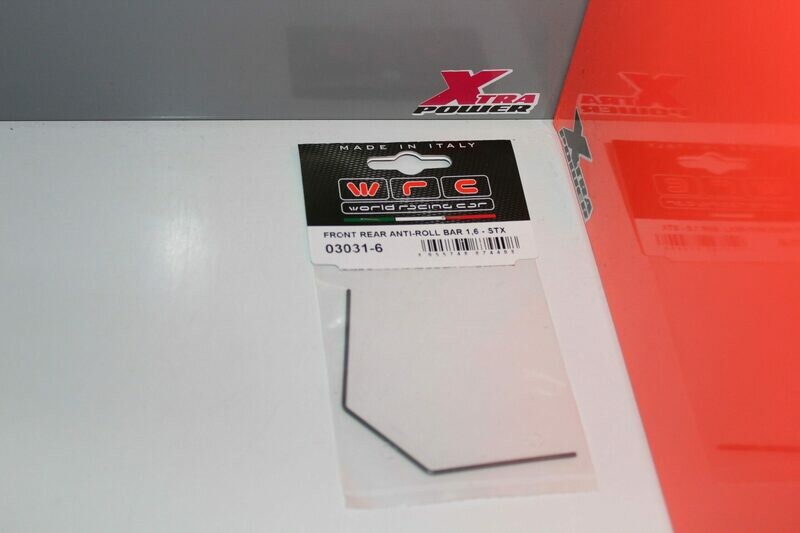 XTRA
POWER
MADE IN ITALY
wrc
world racing car
FRONT REAR ANTI-ROLL BAR 1,6 - STX
03031-6